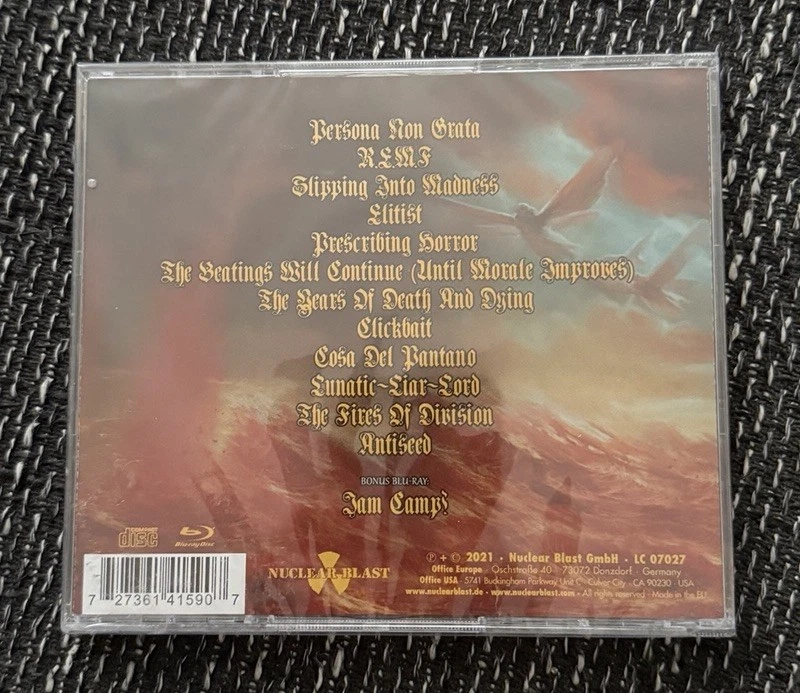 Persona Non Grata
R.E.M.F
Slipping Into Madness
Elitist
Prescribing Horror
The Beatings Will Continue (Until Morale Improves)
The Years Of Death And Dying
Clickbait
Cosa Del Pantano
Lunatic-Liar-Lord
The Fires Of Division
Antiseed
BONUS BLU-RAY:
Jam Camp!
COMPACT
disc
Blu-ray Disc
NUCLEAR BLAST
℗ + © 2021 · Nuclear Blast GmbH · LC 07027
Office Europe · Oschstraße 40 · 73072 Donzdorf · Germany
Office USA · 5741 Buckingham Parkway Unit C · Culver City · CA 90230 · USA
www.nuclearblast.de · www.nuclearblast.com · All rights reserved · Made in the EU
7 27361 41590 7